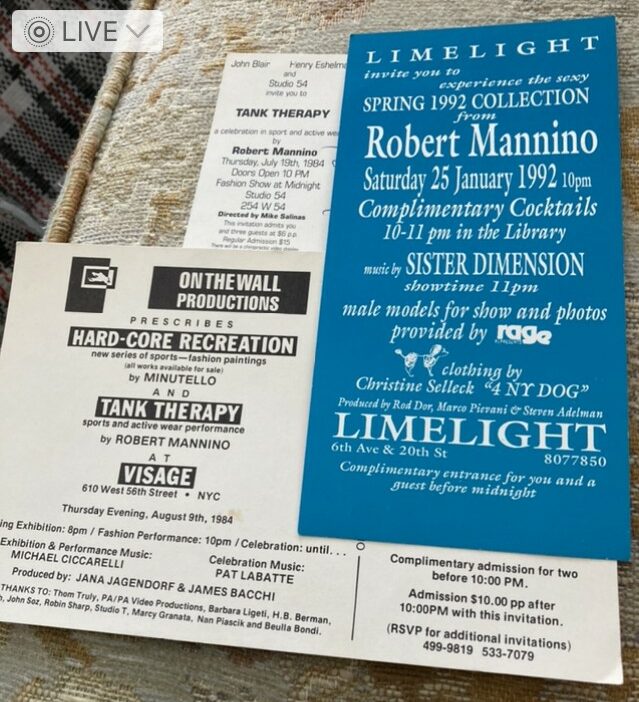 LIVE
John Blair Henry Eshelm
and
Studio 54
invite you to
TANK THERAPY
a celebration in sport and active we
by
Robert Mannino
Thursday, July 19th, 1984
Doors Open 10 PM
Fashion Show at Midnight
Studio 54
254 W 54
Directed by Mike Salinas
This invitation admits you
and three guests at $6 p.p.
Regular Admission $15
There will be a chiropractic video display
LIMELIGHT
invite you to
experience the sexy
SPRING 1992 COLLECTION
from
Robert Mannino
Saturday 25 January 1992 10pm
Complimentary Cocktails
10-11 pm in the Library
music by SISTER DIMENSION
showtime 11pm
male models for show and photos
provided by rage
clothing by
Christine Selleck "4 NY DOG"
Produced by Rod Dor, Marco Pievani & Steven Adelman
LIMELIGHT
6th Ave & 20th St 8077850
Complimentary entrance for you and a
guest before midnight
ON THE WALL
PRODUCTIONS
PRESCRIBES
HARD-CORE RECREATION
new series of sports—fashion paintings
(all works available for sale)
by MINUTELLO
AND
TANK THERAPY
sports and active wear performance
by ROBERT MANNINO
AT
VISAGE
610 West 56th Street • NYC
Thursday Evening, August 9th, 1984
ing Exhibition: 8pm / Fashion Performance: 10pm / Celebration: until...
Exhibition & Performance Music:
MICHAEL CICCARELLI
Celebration Music:
PAT LABATTE
Produced by: JANA JAGENDORF & JAMES BACCHI
THANKS TO: Thom Truly, PA/PA Video Productions, Barbara Ligeti, H.B. Berman,
h, John Soz, Robin Sharp, Studio T, Marcy Granata, Nan Piascik and Beulla Bondi.
Complimentary admission for two
before 10:00 PM.
Admission $10.00 pp after
10:00PM with this invitation.
(RSVP for additional invitations)
499-9819 533-7079